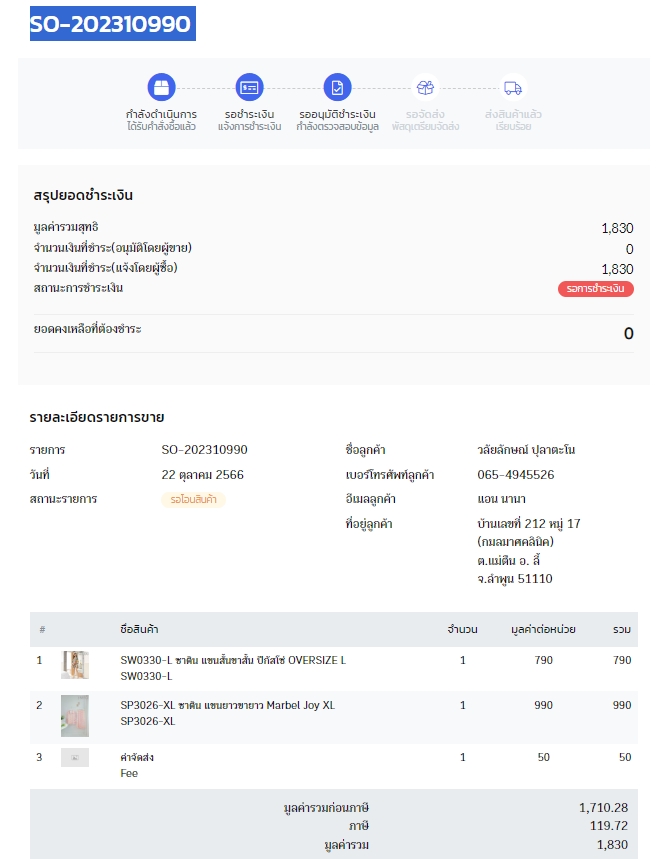 SO-202310990
กำลังดำเนินการ
ได้รับคำสั่งซื้อแล้ว
รอชำระเงิน
แจ้งการชำระเงิน
รออนุมัติชำระเงิน
กำลังตรวจสอบข้อมูล
รอจัดส่ง
พัสดุเตรียมจัดส่ง
ส่งสินค้าแล้ว
เรียบร้อย
สรุปยอดชำระเงิน
มูลค่ารวมสุทธิ 1,830
จำนวนเงินที่ชำระ(อนุมัติโดยผู้ขาย) 0
จำนวนเงินที่ชำระ(แจ้งโดยผู้ซื้อ) 1,830
สถานะการชำระเงิน รอการชำระเงิน
ยอดคงเหลือที่ต้องชำระ 0
รายละเอียดรายการขาย
รายการ SO-202310990
วันที่ 22 ตุลาคม 2566
สถานะรายการ รอโอนสินค้า
ชื่อลูกค้า วลัยลักษณ์ ปุลาตะโน
เบอร์โทรศัพท์ลูกค้า 065-4945526
อีเมลลูกค้า แอน นานา
ที่อยู่ลูกค้า บ้านเลขที่ 212 หมู่ 17
(กมลมาศคลินิค)
ต.แม่ตืน อ. ลี้
จ.ลำพูน 51110
# ชื่อสินค้า จำนวน มูลค่าต่อหน่วย รวม
1 SW0330-L ซาติน แขนสั้นขาสั้น ปีกัสโซ่ OVERSIZE L 1 790 790
SW0330-L
2 SP3026-XL ซาติน แขนยาวขายาว Marbel Joy XL 1 990 990
SP3026-XL
3 ค่าจัดส่ง 1 50 50
Fee
มูลค่ารวมก่อนภาษี 1,710.28
ภาษี 119.72
มูลค่ารวม 1,830